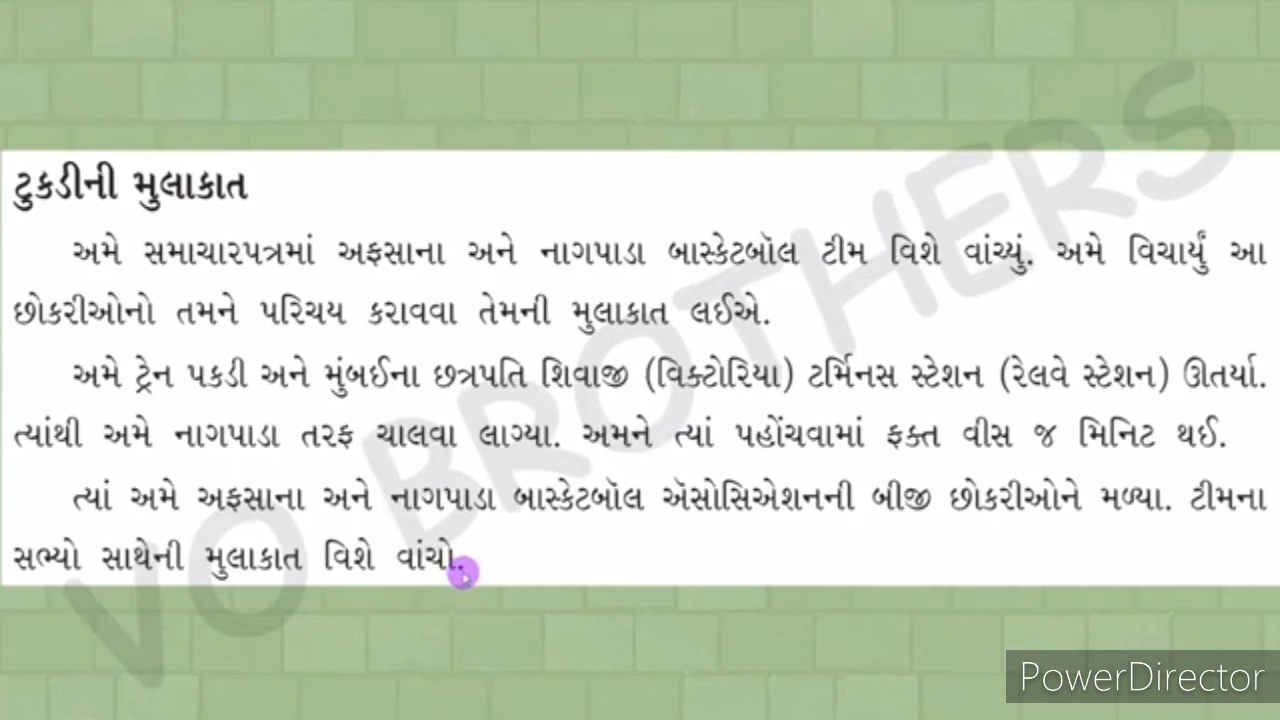 ટુકડીની મુલાકાત
અમે સમાચારપત્રમાં અફસાના અને નાગપાડા બાસ્કેટબૉલ ટીમ વિશે વાંચ્યું. અમે વિચાર્યું આ
છોકરીઓનો તમને પરિચય કરાવવા તેમની મુલાકાત લઈએ.
અમે ટ્રેન પકડી અને મુંબઈના છત્રપતિ શિવાજી (વિક્ટોરિયા) ટર્મિનસ સ્ટેશન (રેલવે સ્ટેશન) ઊતર્યા.
ત્યાંથી અમે નાગપાડા તરફ ચાલવા લાગ્યા. અમને ત્યાં પહોંચવામાં ફક્ત વીસ જ મિનિટ થઈ.
ત્યાં અમે અફસાના અને નાગપાડા બાસ્કેટબૉલ ઍસોસિએશનની બીજી છોકરીઓને મળ્યા. ટીમના
સભ્યો સાથેની મુલાકાત વિશે વાંચો.
VO BROTHERS
PowerDirector